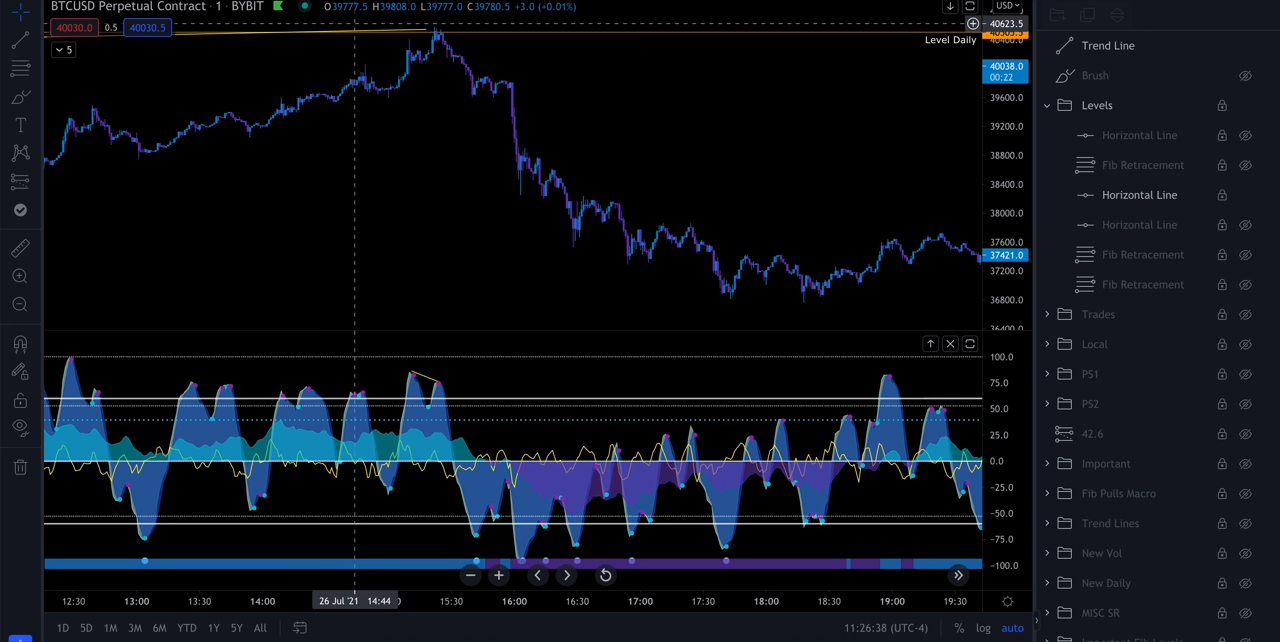 BTCUSD Perpetual Contract · 1 · BYBIT O39777.5 H39808.0 L39777.0 C39780.5 +3.0 (+0.01%)
USD
40030.0 0.5 40030.5
5
40623.5
40400.0
Level Daily
40038.0
00:22
39600.0
39200.0
38800.0
38400.0
38000.0
37600.0
37421.0
37200.0
36800.0
36400.0
100.0
75.0
50.0
25.0
0.0
−25.0
−50.0
−75.0
−100.0
12:30 13:00 13:30 14:00 26 Jul '21 14:44 15:30 16:00 16:30 17:00 17:30 18:00 18:30 19:00 19:30
1D 5D 1M 3M 6M YTD 1Y 5Y All 11:26:38 (UTC-4) % log auto
Trend Line
Brush
Levels
Horizontal Line
Fib Retracement
Horizontal Line
Horizontal Line
Fib Retracement
Fib Retracement
Trades
Local
PS1
PS2
42.6
Important
Fib Pulls Macro
Trend Lines
New Vol
New Daily
MISC SR
Important Fib Levels